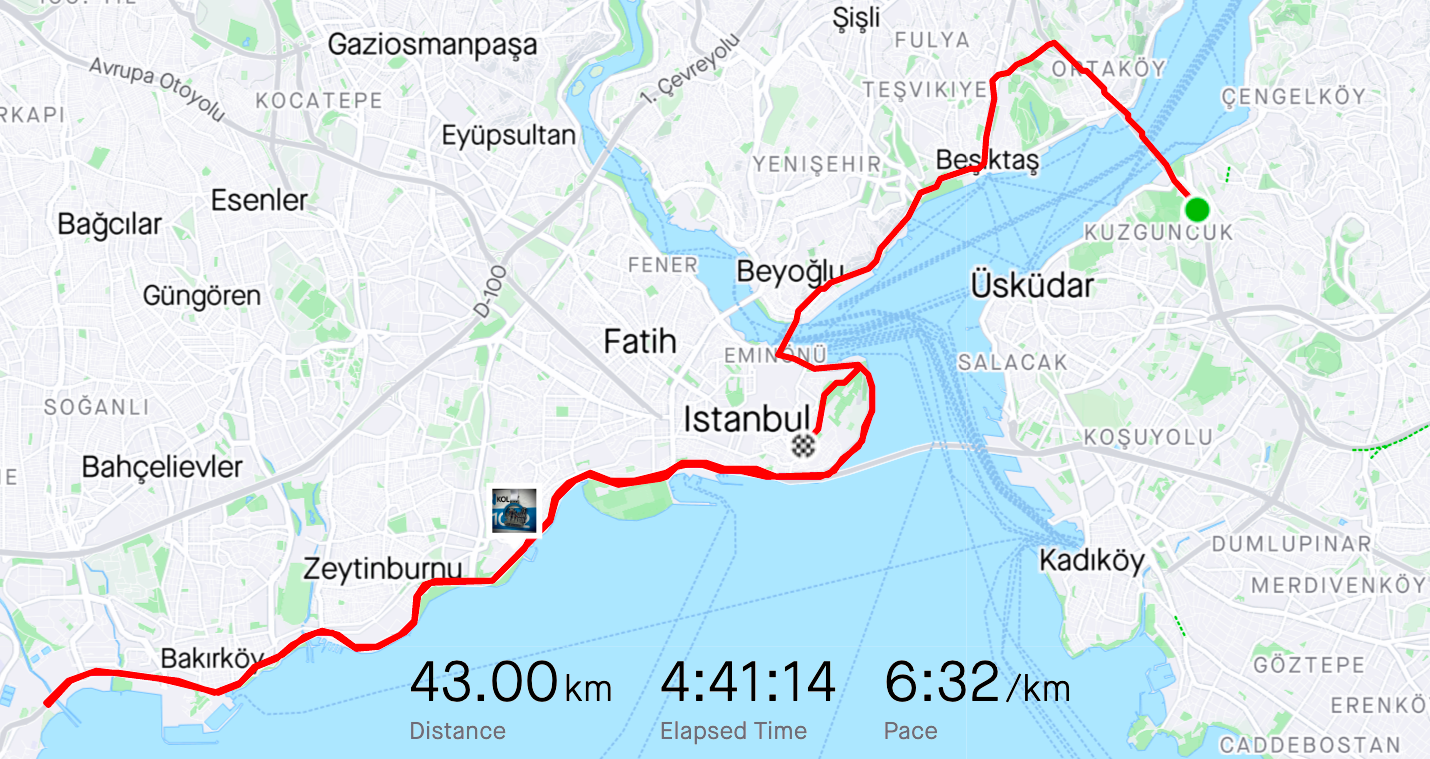 Şişli
FULYA
Gaziosmanpaşa
1. Çevreyolu
Avrupa Otoyolu
ORTAKÖY
TEŞVIKIYE
ÇENGELKÖY
KOCATEPE
RKAPI
Eyüpsultan
YENIŞEHIR
Beşiktaş
Esenler
Bağcılar
KUZGUNCUK
FENER
Beyoğlu
Üsküdar
Güngören
D-100
Fatih
EMINÖNÜ
SALACAK
SOĞANLI
Istanbul
KOŞUYOLU
Bahçelievler
KOL
DUMLUPINAR
Kadıköy
Zeytinburnu
MERDIVENKÖY
Bakırköy
GÖZTEPE
43.00 km
4:41:14
6:32 /km
Distance
Elapsed Time
Pace
ERENKÖ
CADDEBOSTAN